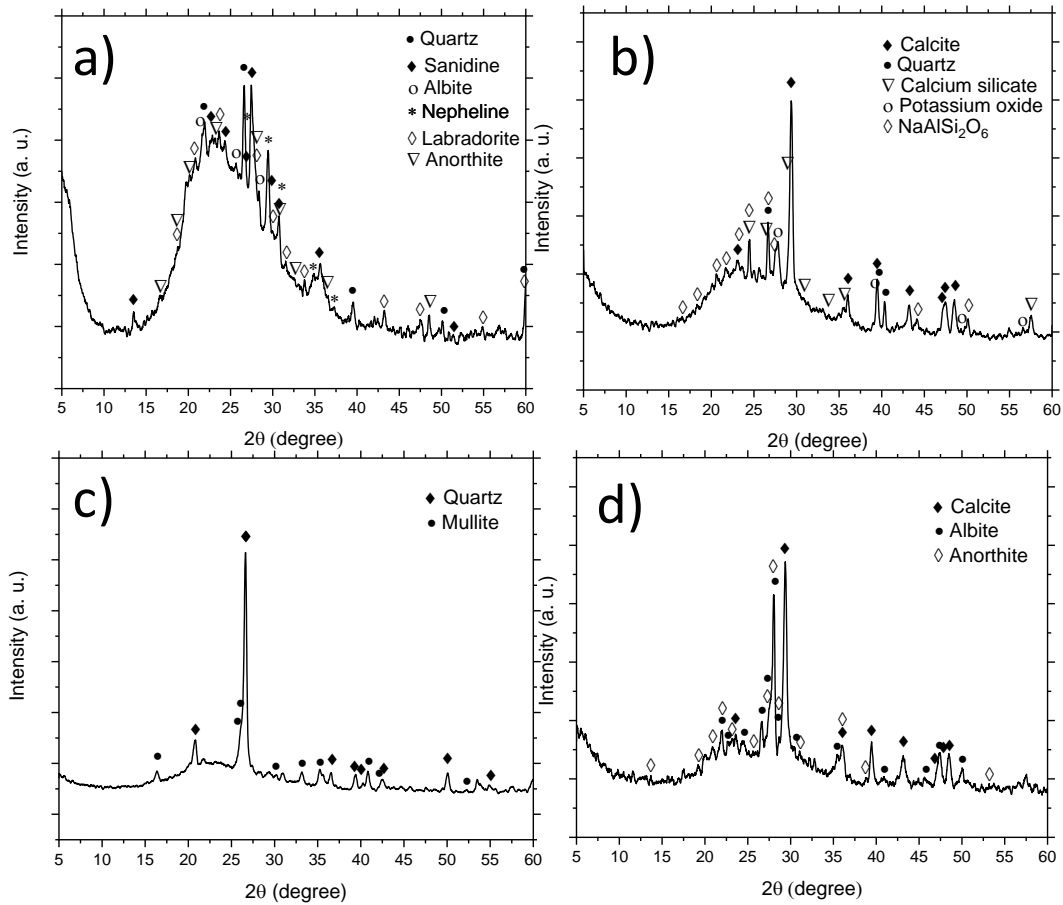 a)
● Quartz
◆ Sanidine
o Albite
* Nepheline
◊ Labradorite
▽ Anorthite
Intensity (a. u.)
5 10 15 20 25 30 35 40 45 50 55 60
2θ (degree)
b)
◆ Calcite
● Quartz
▽ Calcium silicate
o Potassium oxide
◊ NaAlSi₂O₆
Intensity (a. u.)
5 10 15 20 25 30 35 40 45 50 55 60
2θ (degree)
c)
◆ Quartz
● Mullite
Intensity (a. u.)
5 10 15 20 25 30 35 40 45 50 55 60
2θ (degree)
d)
◆ Calcite
● Albite
◊ Anorthite
Intensity (a. u.)
5 10 15 20 25 30 35 40 45 50 55 60
2θ (degree)